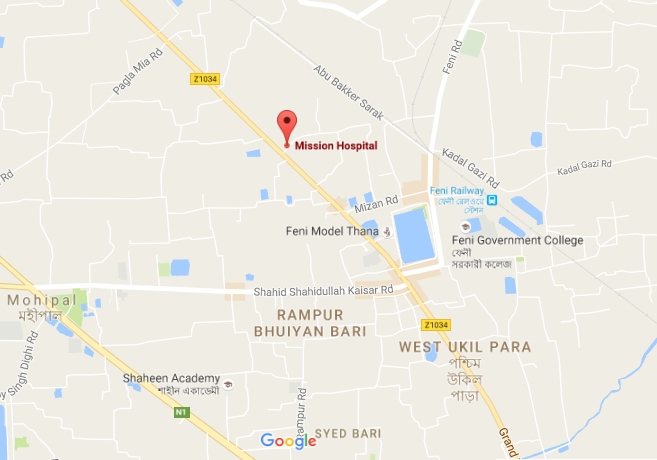 Feni Rd
Abu Bakker Sarak
Pagla Mia Rd
Z1034
Mission Hospital
Kadal Gazi Rd
Kadal Gazi Rd
Feni Railway
ফেনী রেলওয়ে
স্টেশন
Mizan Rd
Feni Model Thana
Feni Government College
ফেনী
সরকারী কলেজ
Shahid Shahidullah Kaisar Rd
Mohipal
মহীপাল
RAMPUR
BHUIYAN BARI
Z1034
WEST UKIL PARA
পশ্চিম
উকিল
পাড়া
Singh Dighi Rd
Shaheen Academy
শাহীন একাডেমী
N1
Rampur Rd
Google
SYED BARI
Grand